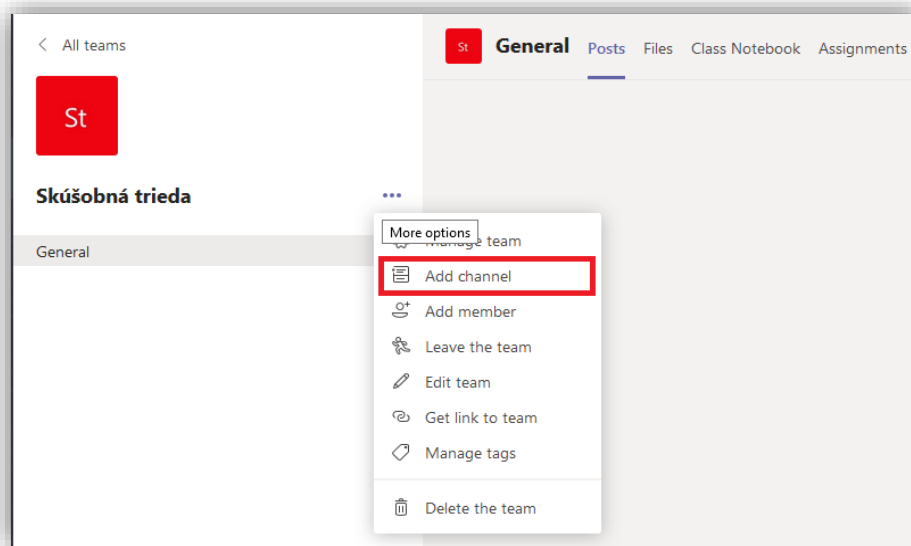 All teams
St
Skúšobná trieda
General
St General Posts Files Class Notebook Assignments
More options
Manage team
Add channel
Add member
Leave the team
Edit team
Get link to team
Manage tags
Delete the team